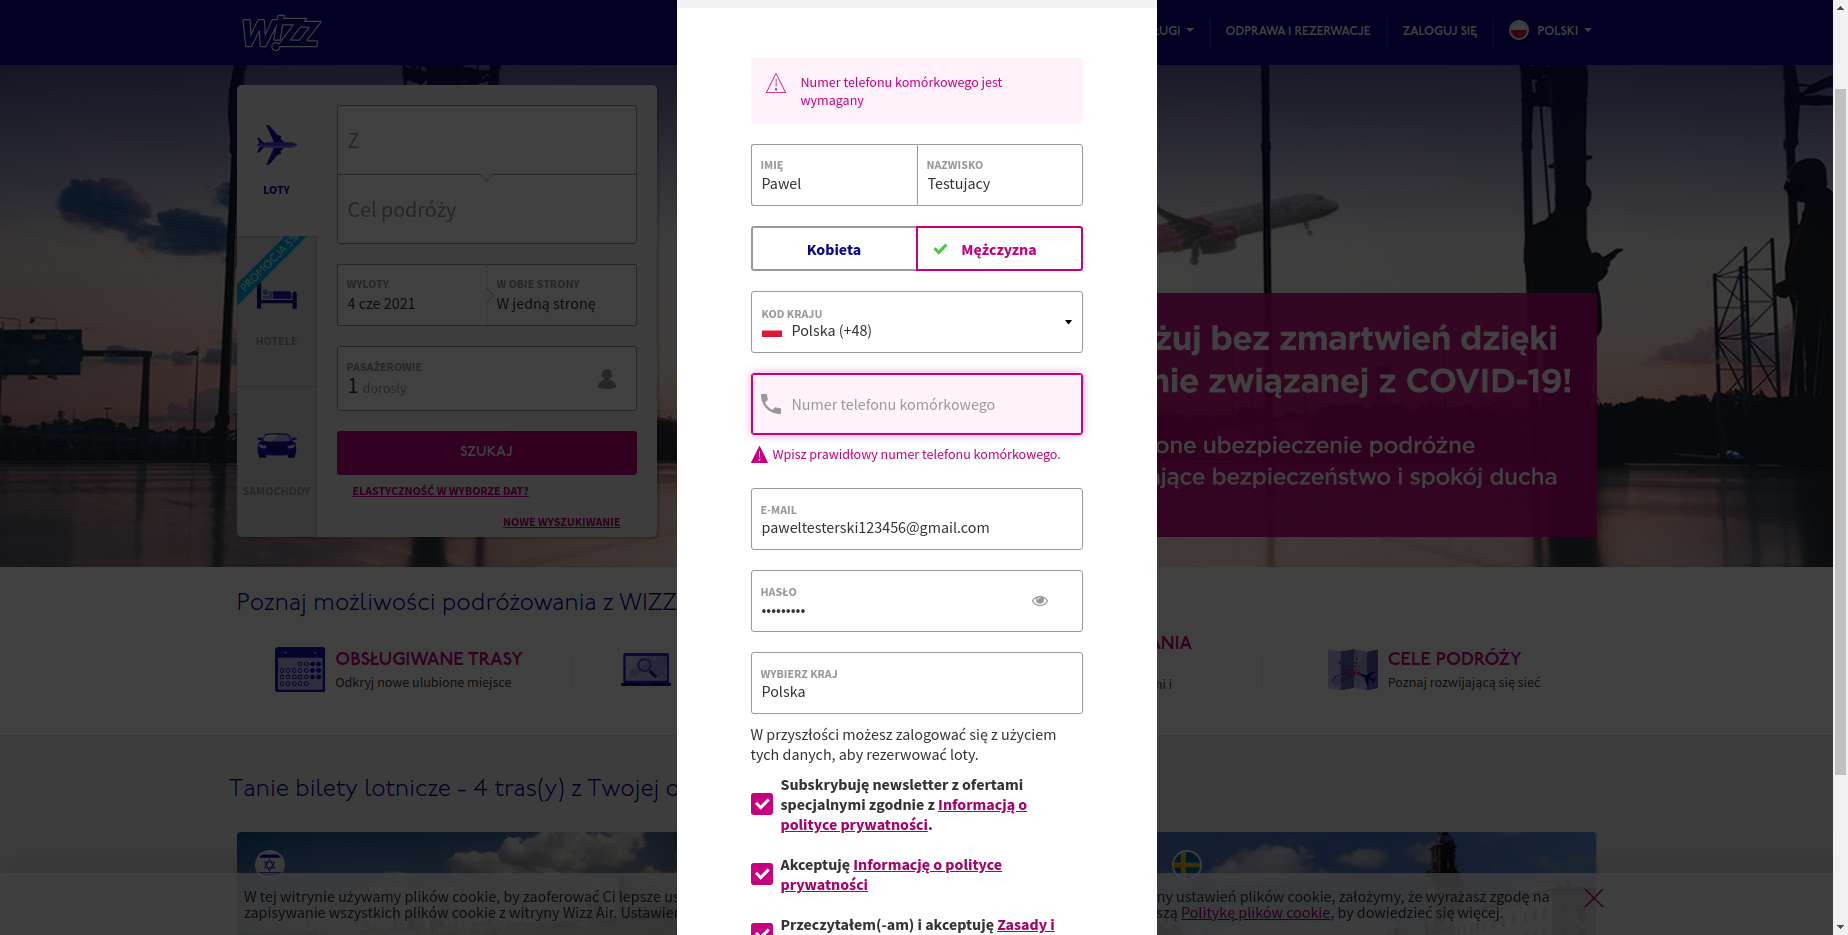 WIZZ
ŁUGI
ODPRAWA I REZERWACJE
ZALOGUJ SIĘ
POLSKI
LOTY
PROMOCJA
HOTELE
SAMOCHODY
Z
Cel podróży
WYLOTY
4 cze 2021
W OBIE STRONY
W jedną stronę
PASAŻEROWIE
1 dorosły
SZUKAJ
ELASTYCZNOŚĆ W WYBORZE DAT?
NOWE WYSZUKIWANIE
Numer telefonu komórkowego jest
wymagany
IMIĘ
Pawel
NAZWISKO
Testujacy
Kobieta
Mężczyzna
KOD KRAJU
Polska (+48)
Numer telefonu komórkowego
Wpisz prawidłowy numer telefonu komórkowego.
E-MAIL
paweltesterski123456@gmail.com
HASŁO
•••••••••
WYBIERZ KRAJ
Polska
W przyszłości możesz zalogować się z użyciem
tych danych, aby rezerwować loty.
Subskrybuję newsletter z ofertami
specjalnymi zgodnie z Informacją o
polityce prywatności.
Akceptuję Informację o polityce
prywatności
Przeczytałem(-am) i akceptuję Zasady i
żuj bez zmartwień dzięki
nie związanej z COVID-19!
one ubezpieczenie podróżne
jące bezpieczeństwo i spokój ducha
Poznaj możliwości podróżowania z WIZZ
OBSŁUGIWANE TRASY
Odkryj nowe ulubione miejsce
ANIA
ni i
CELE PODRÓŻY
Poznaj rozwijającą się sieć
Tanie bilety lotnicze - 4 tras(y) z Twojej
W tej witrynie używamy plików cookie, by zaoferować Ci lepsze us
zapisywanie wszystkich plików cookie z witryny Wizz Air. Ustawien
ny ustawień plików cookie, założymy, że wyrażasz zgodę na
szą Politykę plików cookie, by dowiedzieć się więcej.